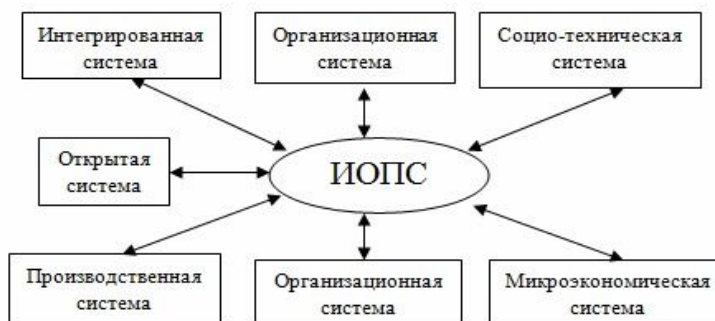 Интегрированная
система
Организационная
система
Социо-техническая
система
Открытая
система
ИОПС
Производственная
система
Организационная
система
Микроэкономическая
система